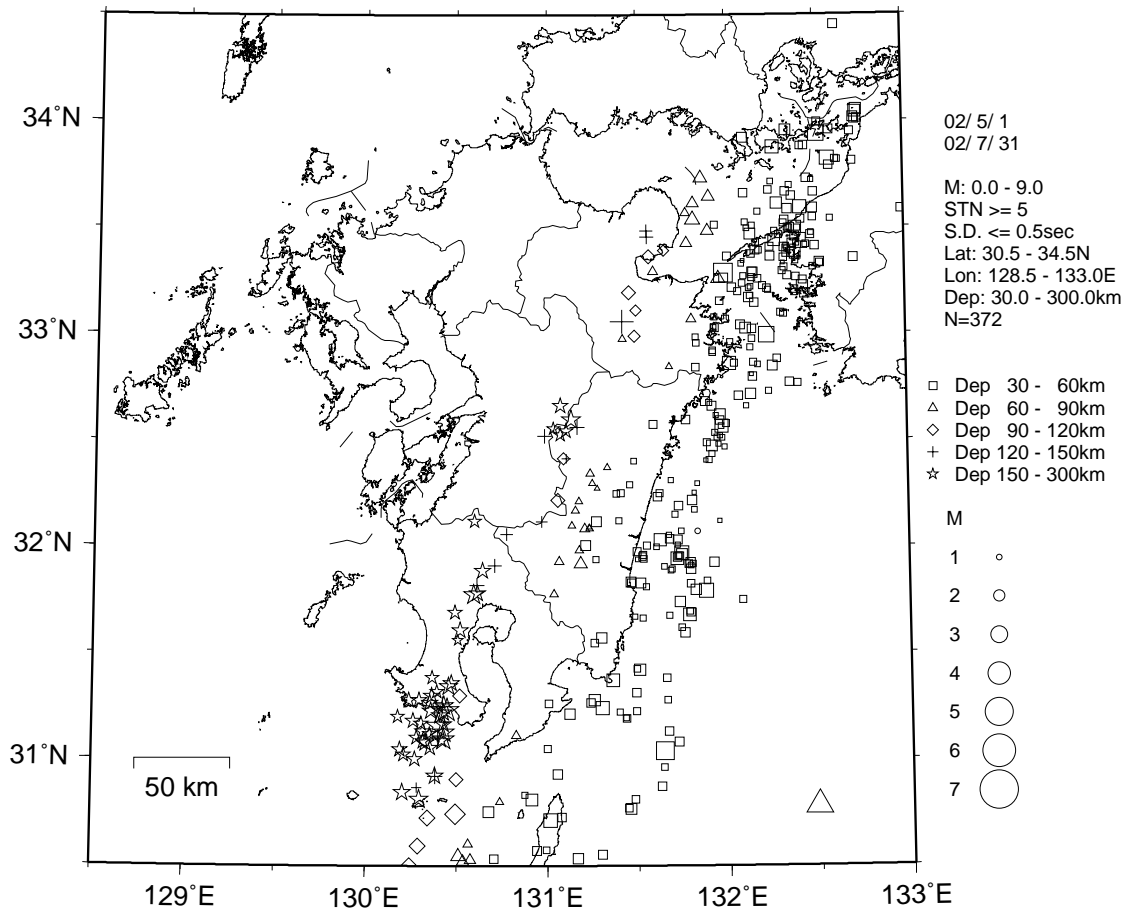 34˚N
33˚N
32˚N
31˚N
129˚E
130˚E
131˚E
132˚E
133˚E
50 km
02/ 5/ 1
02/ 7/ 31
M: 0.0 - 9.0
STN >= 5
S.D. <= 0.5sec
Lat: 30.5 - 34.5N
Lon: 128.5 - 133.0E
Dep: 30.0 - 300.0km
N=372
Dep 30 - 60km
Dep 60 - 90km
Dep 90 - 120km
Dep 120 - 150km
Dep 150 - 300km
M
1
2
3
4
5
6
7